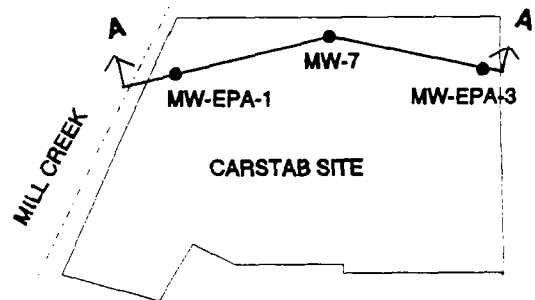 A
A
MW-7
MW-EPA-1
MW-EPA-3
CARSTAB SITE
MILL CREEK